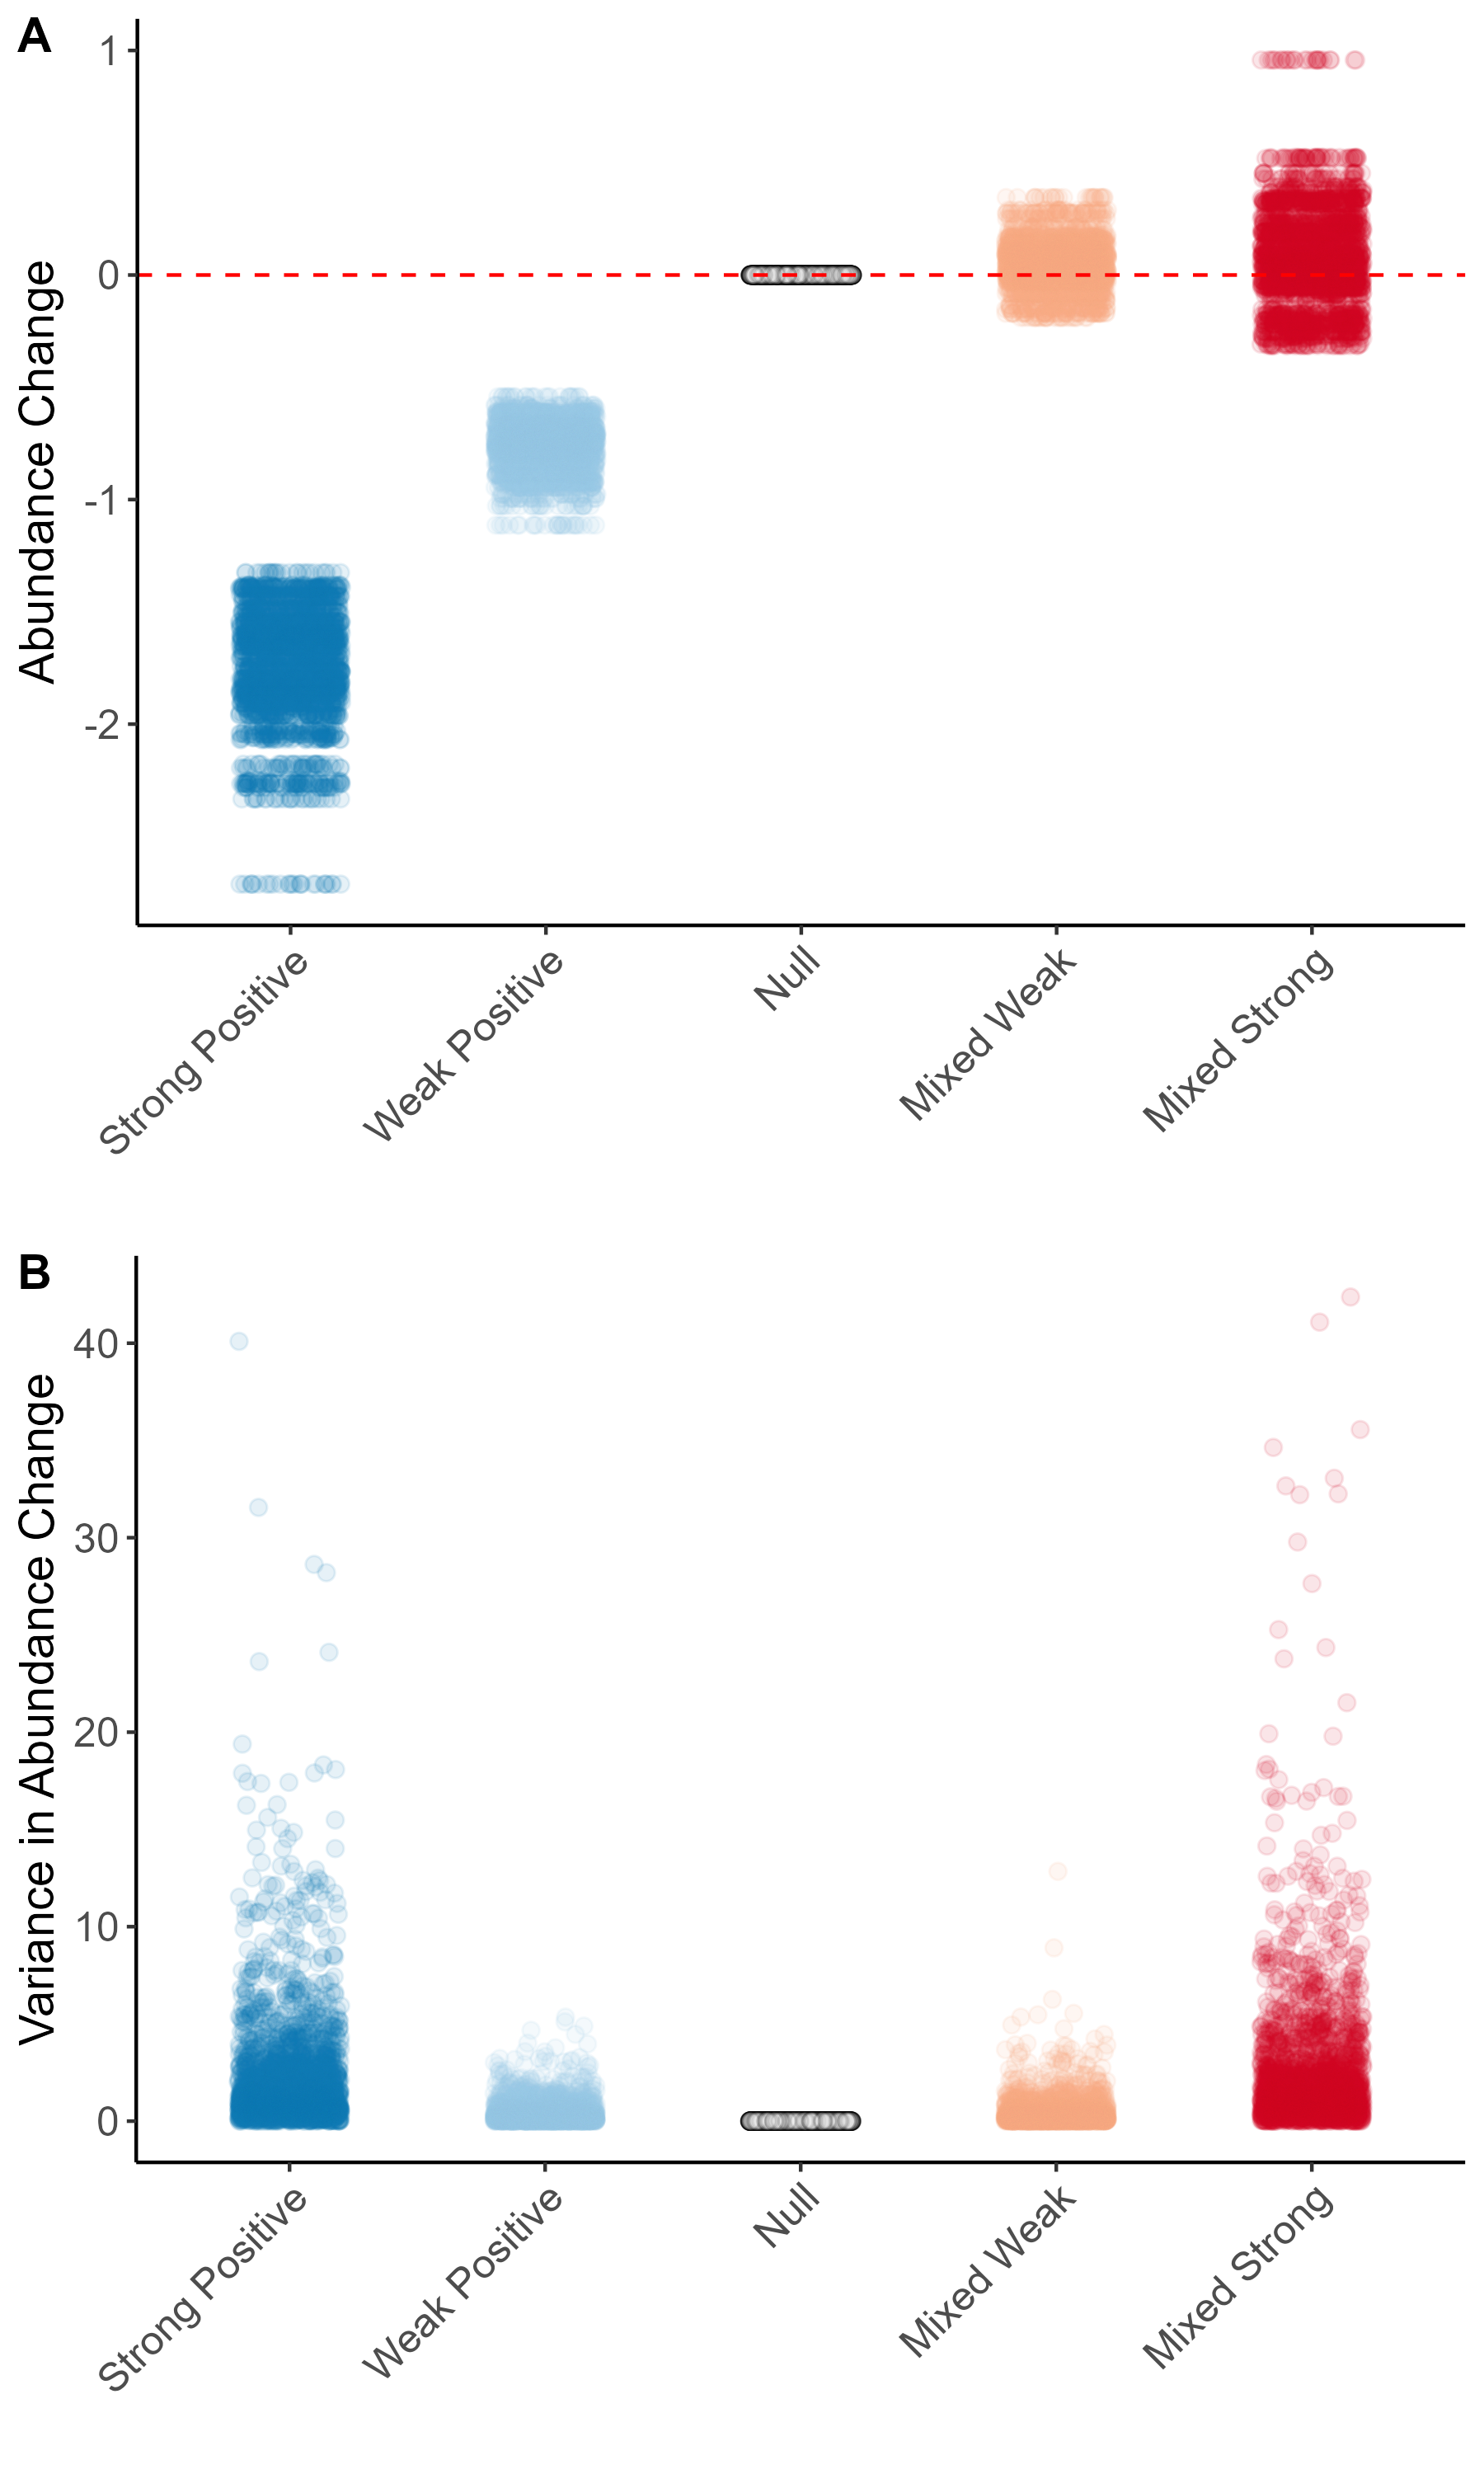 A
1
0
-1
-2
Abundance Change
Strong Positive
Weak Positive
Null
Mixed Weak
Mixed Strong
B
40
30
20
10
0
Variance in Abundance Change
Strong Positive
Weak Positive
Null
Mixed Weak
Mixed Strong